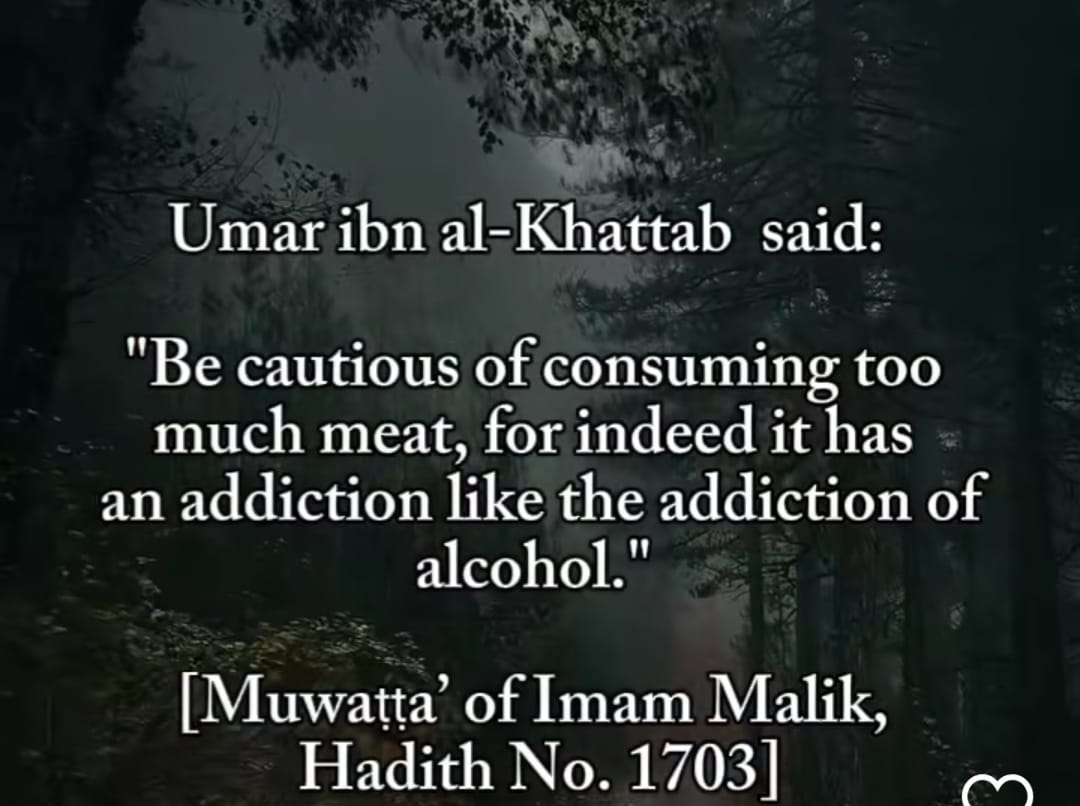 Umar ibn al-Khattab said:
"Be cautious of consuming too
much meat, for indeed it has
an addiction like the addiction of
alcohol."
[Muwaṭṭa’ of Imam Malik,
Hadith No. 1703]